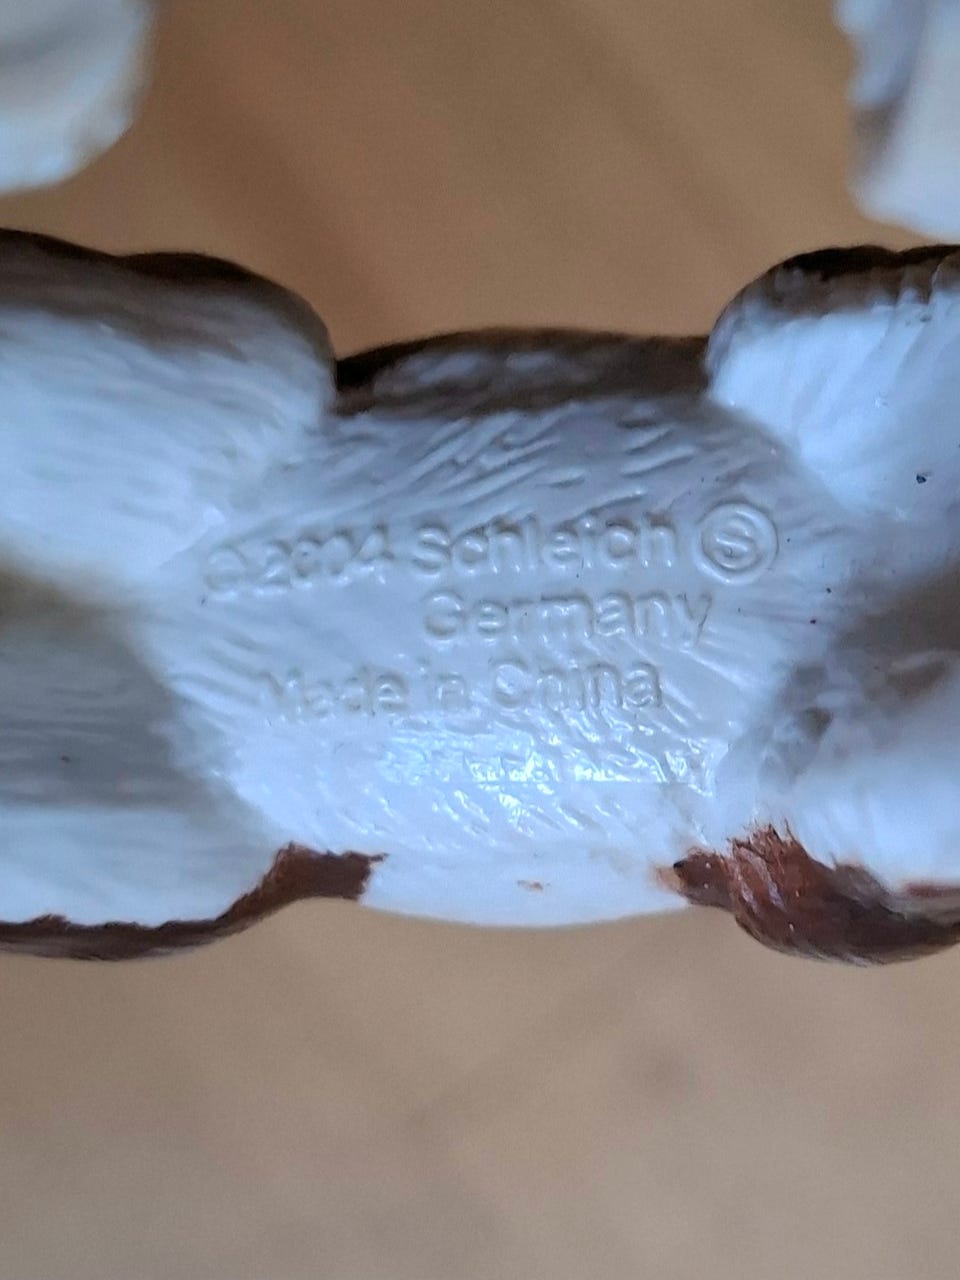 © 2004 Schleich Ⓢ
Germany
Made in China